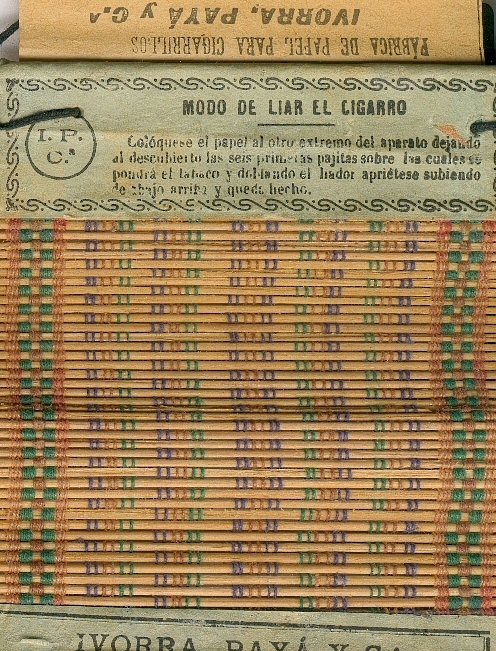 FÁBRICA DE PAPEL PARA CIGARRILLOS
IVORRA, PAYÁ y C.ª
MODO DE LIAR EL CIGARRO
I. P.
C.ª
Colóquese el papel al otro extremo del aparato dejando
al descubierto las seis primeras pajitas sobre las cuales se
pondrá el tabaco y doblando el liador apriétese subiendo
de abajo arriba y queda hecho.
IVORRA, PAYÁ Y C.ª